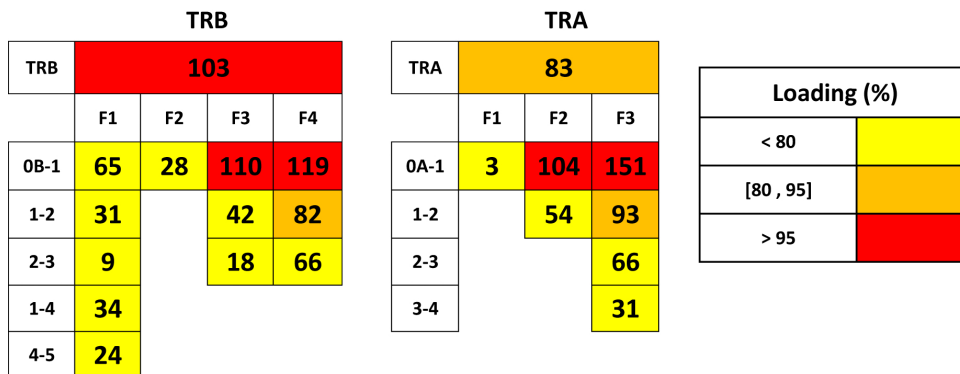 TRB TRA
TRB 103 TRA 83
F1 F2 F3 F4 F1 F2 F3
0B-1 65 28 110 119 0A-1 3 104 151
1-2 31 42 82 1-2 54 93
2-3 9 18 66 2-3 66
1-4 34 3-4 31
4-5 24
Loading (%)
< 80
[80 , 95]
> 95